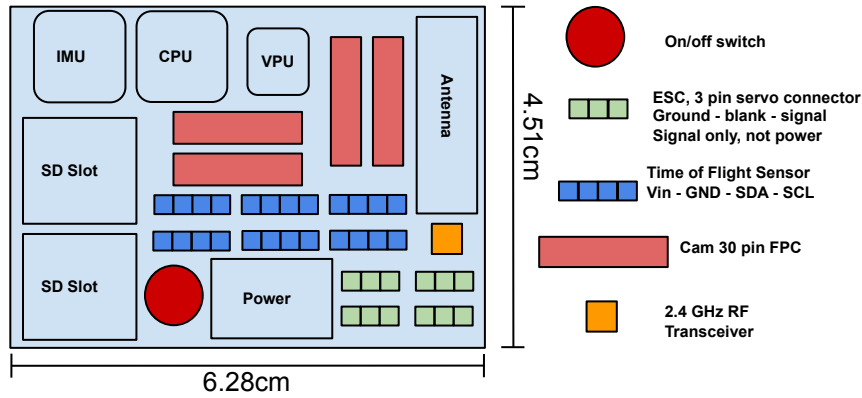 IMU
CPU
VPU
Antenna
SD Slot
SD Slot
Power
4.51cm
6.28cm
On/off switch
ESC, 3 pin servo connector
Ground - blank - signal
Signal only, not power
Time of Flight Sensor
Vin - GND - SDA - SCL
Cam 30 pin FPC
2.4 GHz RF
Transceiver